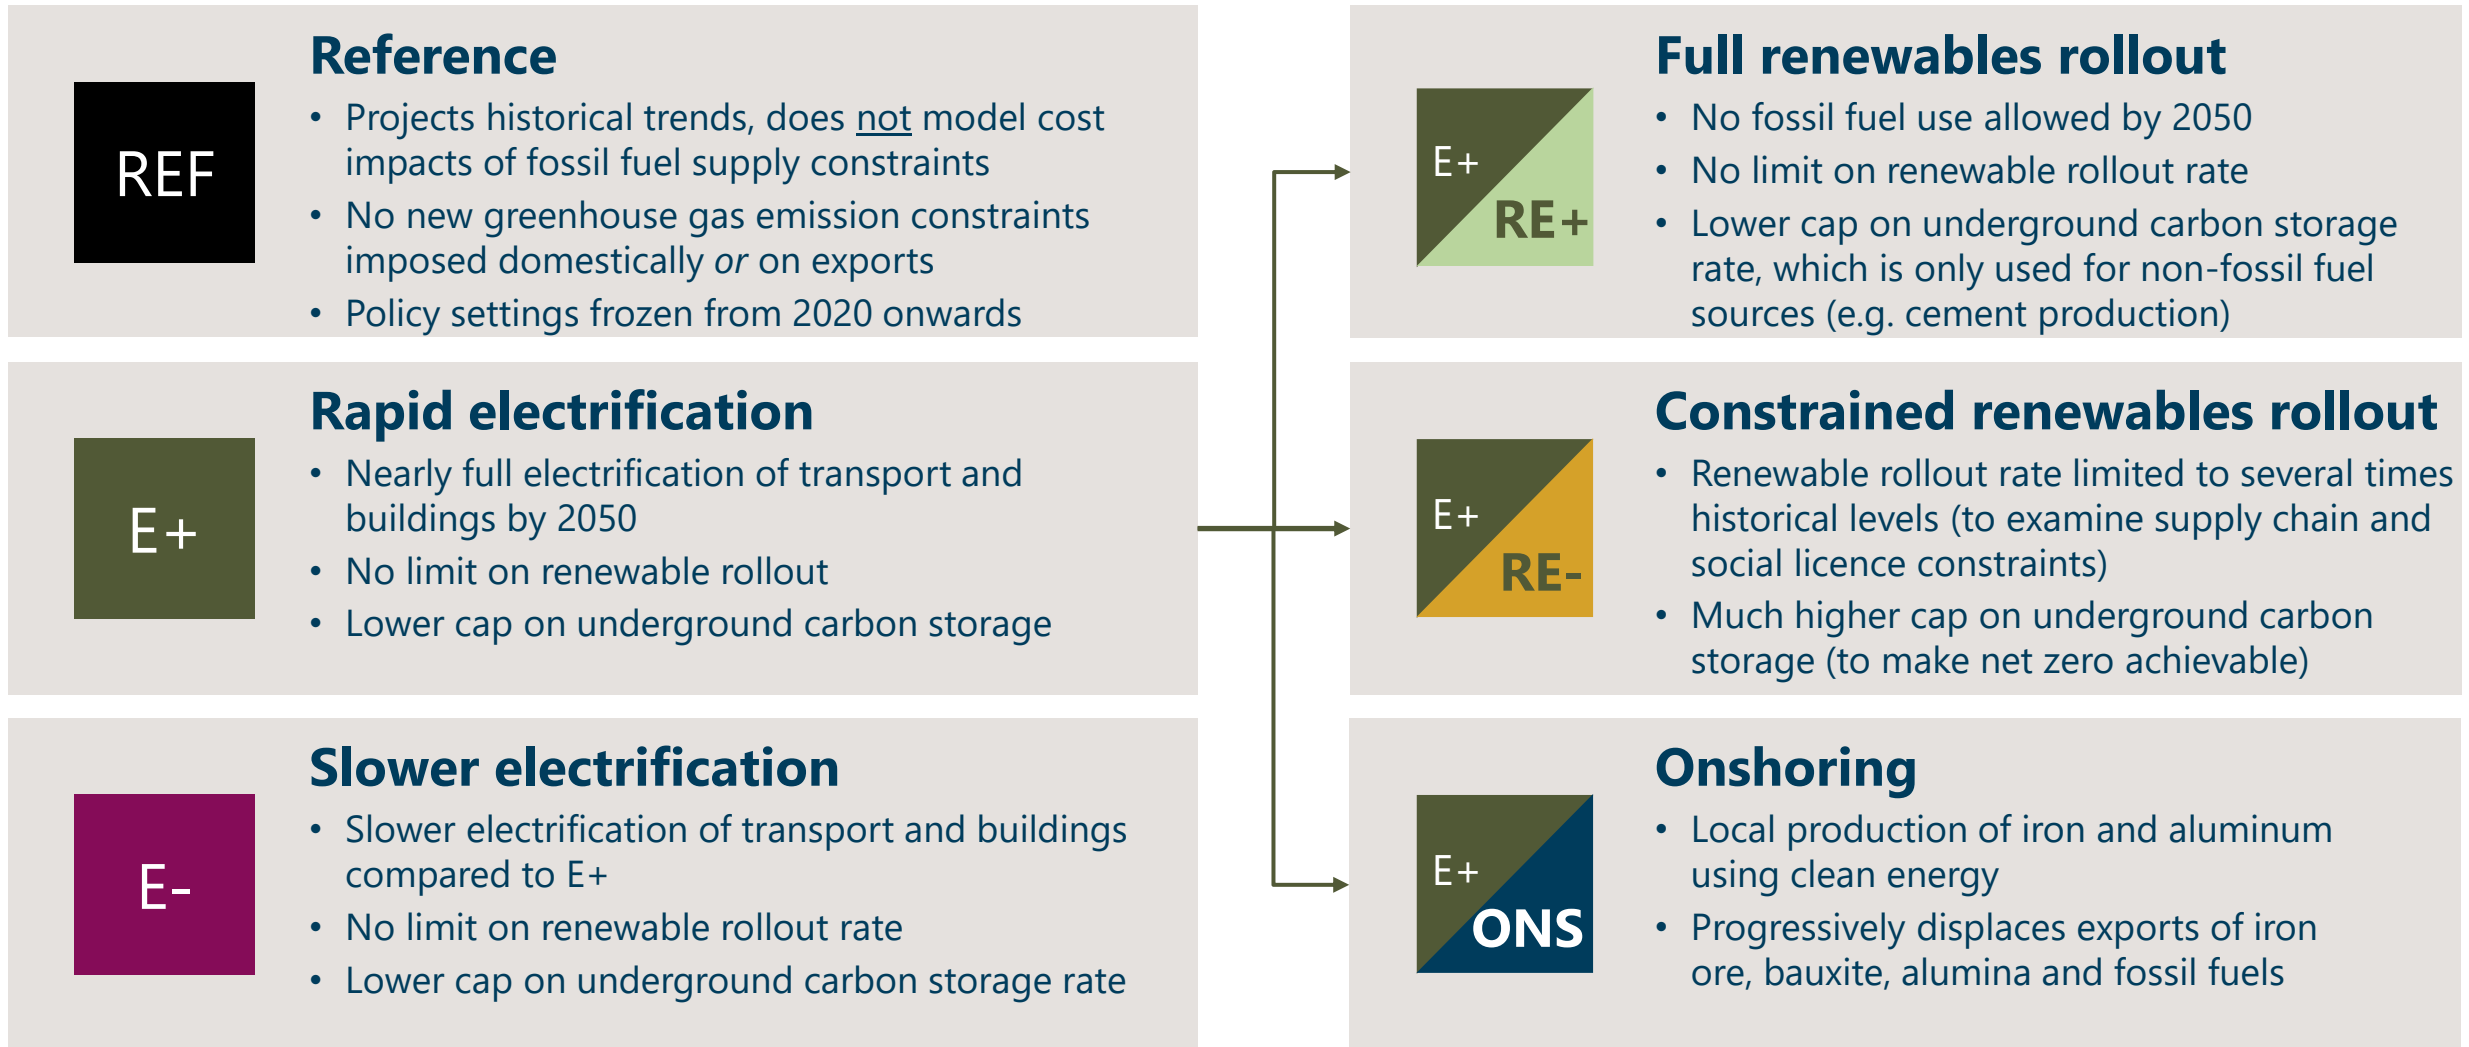 REF
Reference
• Projects historical trends, does not model cost
impacts of fossil fuel supply constraints
• No new greenhouse gas emission constraints
imposed domestically or on exports
• Policy settings frozen from 2020 onwards
E+
Rapid electrification
• Nearly full electrification of transport and
buildings by 2050
• No limit on renewable rollout
• Lower cap on underground carbon storage
E-
Slower electrification
• Slower electrification of transport and buildings
compared to E+
• No limit on renewable rollout rate
• Lower cap on underground carbon storage rate
E+
RE+
Full renewables rollout
• No fossil fuel use allowed by 2050
• No limit on renewable rollout rate
• Lower cap on underground carbon storage
rate, which is only used for non-fossil fuel
sources (e.g. cement production)
E+
RE-
Constrained renewables rollout
• Renewable rollout rate limited to several times
historical levels (to examine supply chain and
social licence constraints)
• Much higher cap on underground carbon
storage (to make net zero achievable)
E+
ONS
Onshoring
• Local production of iron and aluminum
using clean energy
• Progressively displaces exports of iron
ore, bauxite, alumina and fossil fuels